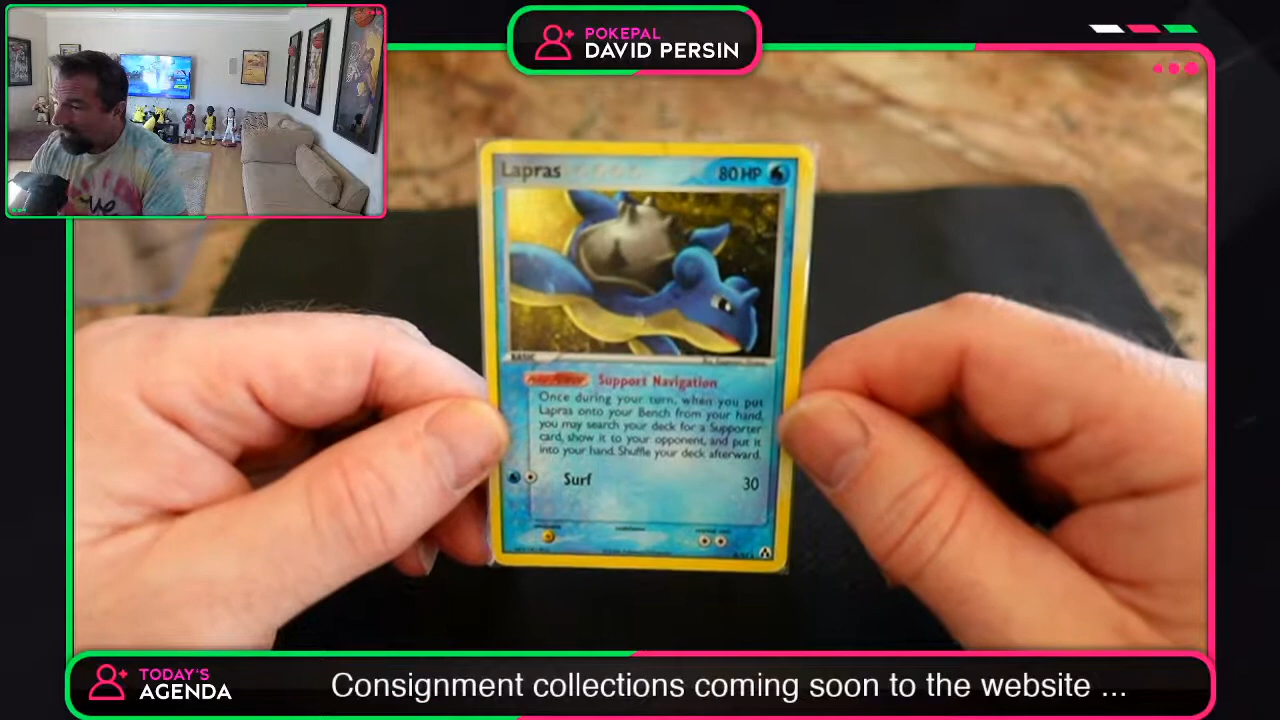 POKEPAL
DAVID PERSIN
Lapras
80 HP
BASIC
Support Navigation
Once during your turn, when you put
Lapras onto your Bench from your hand,
you may search your deck for a Supporter
card, show it to your opponent, and put it
into your hand. Shuffle your deck afterward.
Surf 30
TODAY'S
AGENDA
Consignment collections coming soon to the website ...